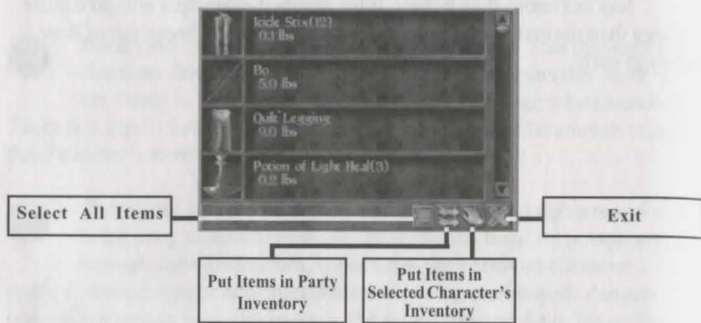 Icicle Stix(12)
0.1 lbs
Bo
5.0 lbs
Quilt Legging
9.0 lbs
Potion of Light Heal(3)
0.2 lbs
Select All Items
Exit
Put Items in Party
Inventory
Put Items in
Selected Character's
Inventory